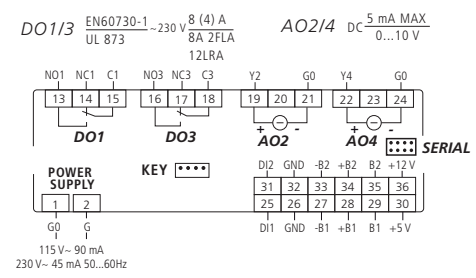 DO1/3 EN60730-1 ~230 V 8 (4) A AO2/4 DC 5 mA MAX
UL 873 8A 2FLA 0...10 V
12LRA
NO1 NC1 C1 NO3 NC3 C3 Y2 G0 Y4 G0
13 14 15 16 17 18 19 20 21 22 23 24
DO1 DO3 + AO2 - + AO4 -
SERIAL
POWER SUPPLY
KEY
DI2 GND -B2 +B2 B2 +12 V
31 32 33 34 35 36
1 2 25 26 27 28 29 30
G0 G DI1 GND -B1 +B1 B1 +5 V
115 V~ 90 mA
230 V~ 45 mA 50...60Hz